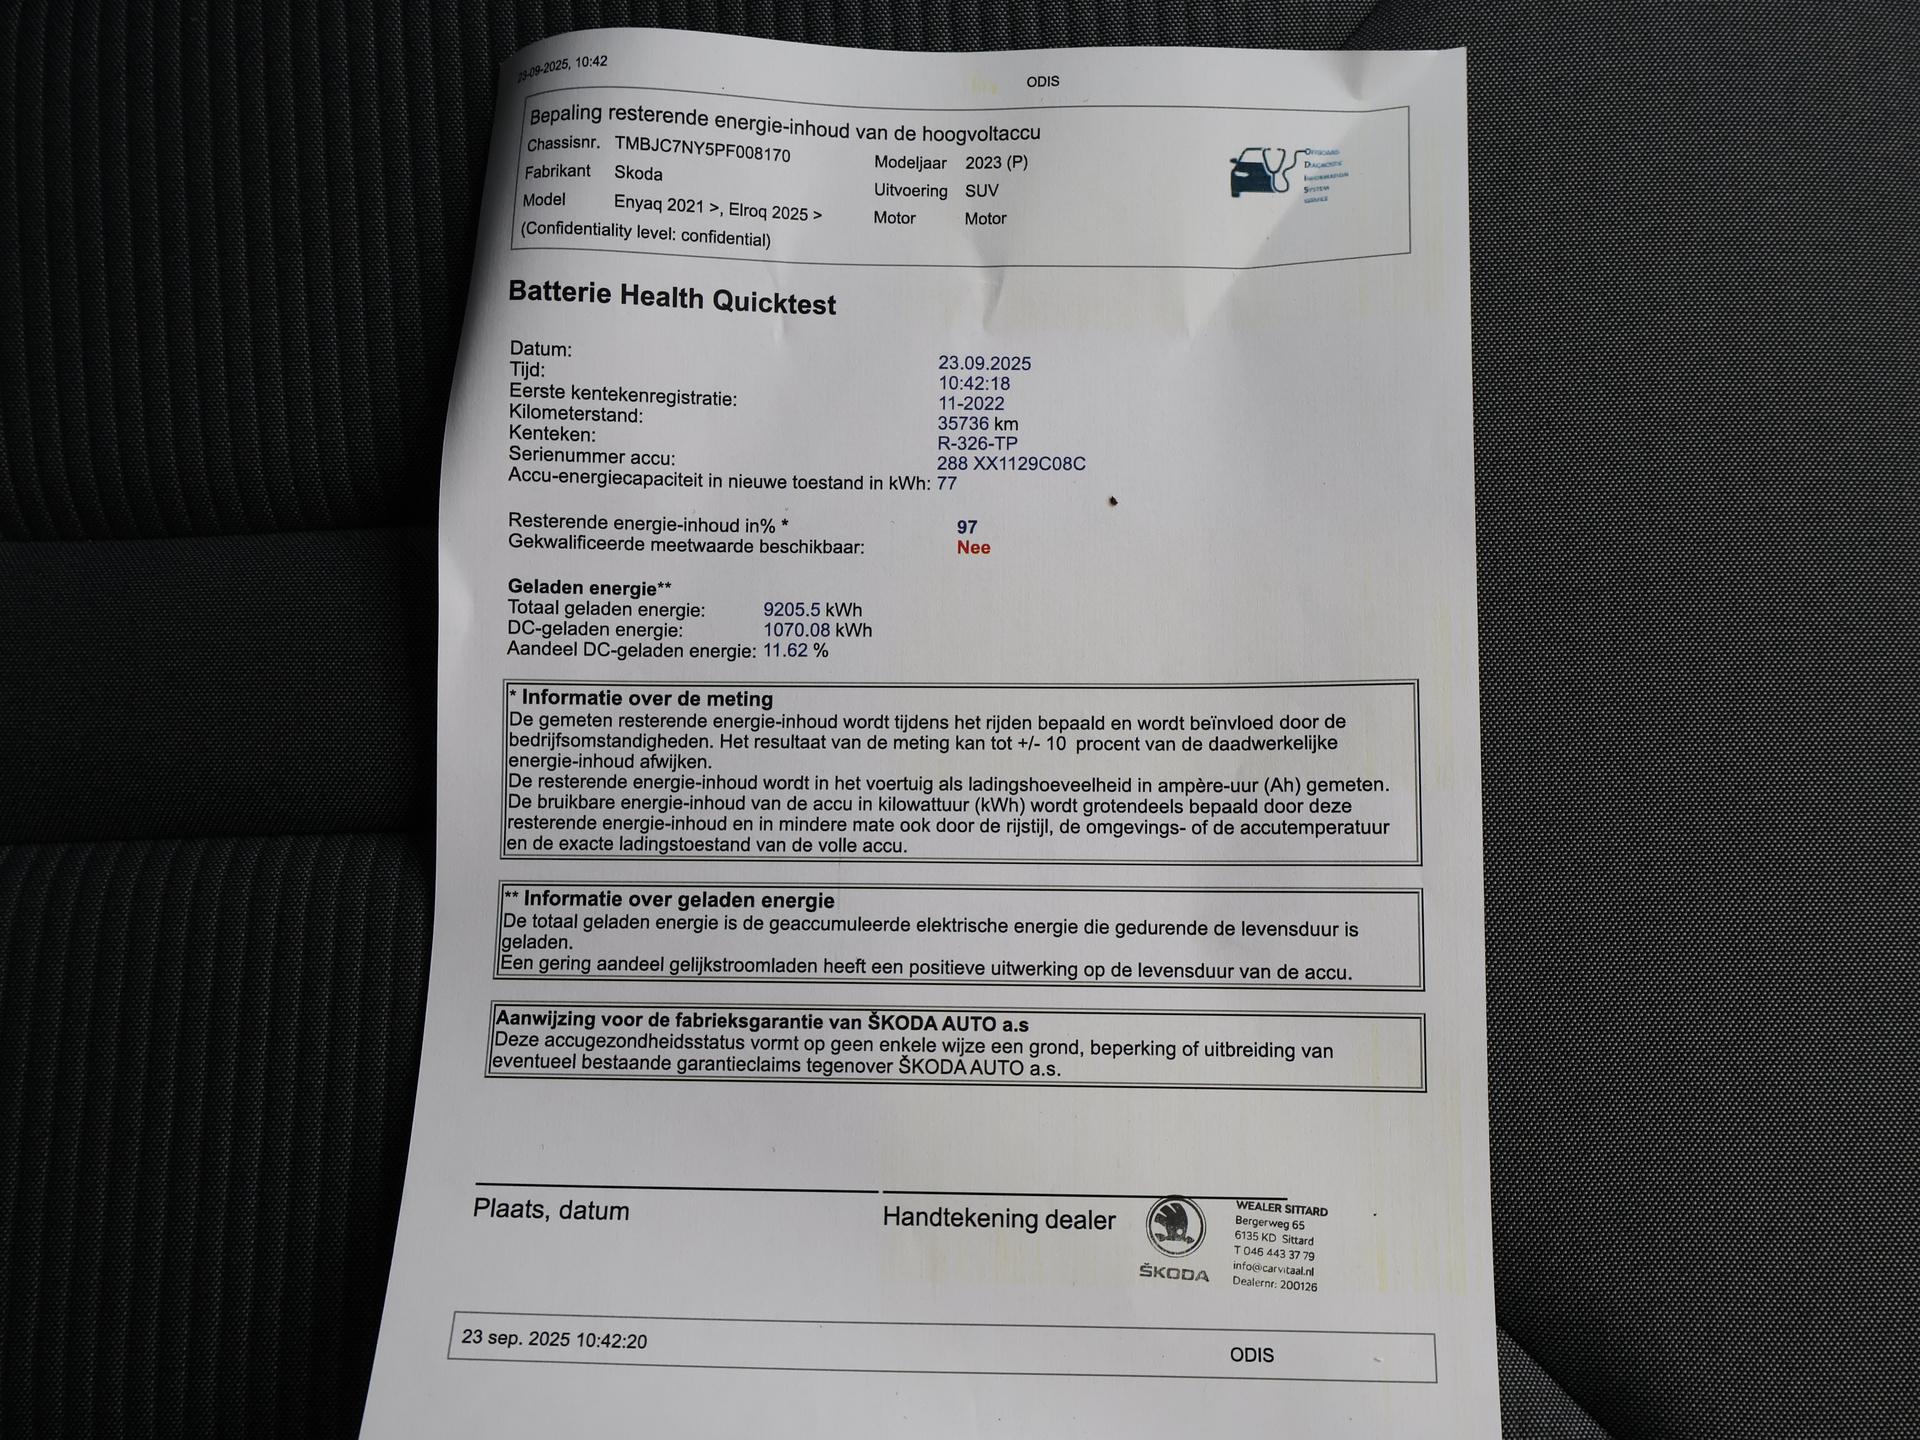 23-09-2025, 10:42
ODIS
Bepaling resterende energie-inhoud van de hoogvoltaccu
Chassisnr. TMBJC7NY5PF008170
Modeljaar 2023 (P)
Fabrikant Skoda
Uitvoering SUV
Model Enyaq 2021 >, Elroq 2025 >
Motor Motor
(Confidentiality level: confidential)
OFFBOARD
DIAGNOSTIC
INFORMATION
SYSTEM
SERVICE
Batterie Health Quicktest
Datum: 23.09.2025
Tijd: 10:42:18
Eerste kentekenregistratie: 11-2022
Kilometerstand: 35736 km
Kenteken: R-326-TP
Serienummer accu: 288 XX1129C08C
Accu-energiecapaciteit in nieuwe toestand in kWh: 77
Resterende energie-inhoud in% * 97
Gekwalificeerde meetwaarde beschikbaar: Nee
Geladen energie**
Totaal geladen energie: 9205.5 kWh
DC-geladen energie: 1070.08 kWh
Aandeel DC-geladen energie: 11.62 %
* Informatie over de meting
De gemeten resterende energie-inhoud wordt tijdens het rijden bepaald en wordt beïnvloed door de
bedrijfsomstandigheden. Het resultaat van de meting kan tot +/- 10 procent van de daadwerkelijke
energie-inhoud afwijken.
De resterende energie-inhoud wordt in het voertuig als ladingshoeveelheid in ampère-uur (Ah) gemeten.
De bruikbare energie-inhoud van de accu in kilowattuur (kWh) wordt grotendeels bepaald door deze
resterende energie-inhoud en in mindere mate ook door de rijstijl, de omgevings- of de accutemperatuur
en de exacte ladingstoestand van de volle accu.
** Informatie over geladen energie
De totaal geladen energie is de geaccumuleerde elektrische energie die gedurende de levensduur is
geladen.
Een gering aandeel gelijkstroomladen heeft een positieve uitwerking op de levensduur van de accu.
Aanwijzing voor de fabrieksgarantie van ŠKODA AUTO a.s
Deze accugezondheidsstatus vormt op geen enkele wijze een grond, beperking of uitbreiding van
eventueel bestaande garantieclaims tegenover ŠKODA AUTO a.s.
Plaats, datum
Handtekening dealer
ŠKODA
WEALER SITTARD
Bergerweg 65
6135 KD Sittard
T 046 443 37 79
info@carvitaal.nl
Dealernr: 200126
23 sep. 2025 10:42:20
ODIS